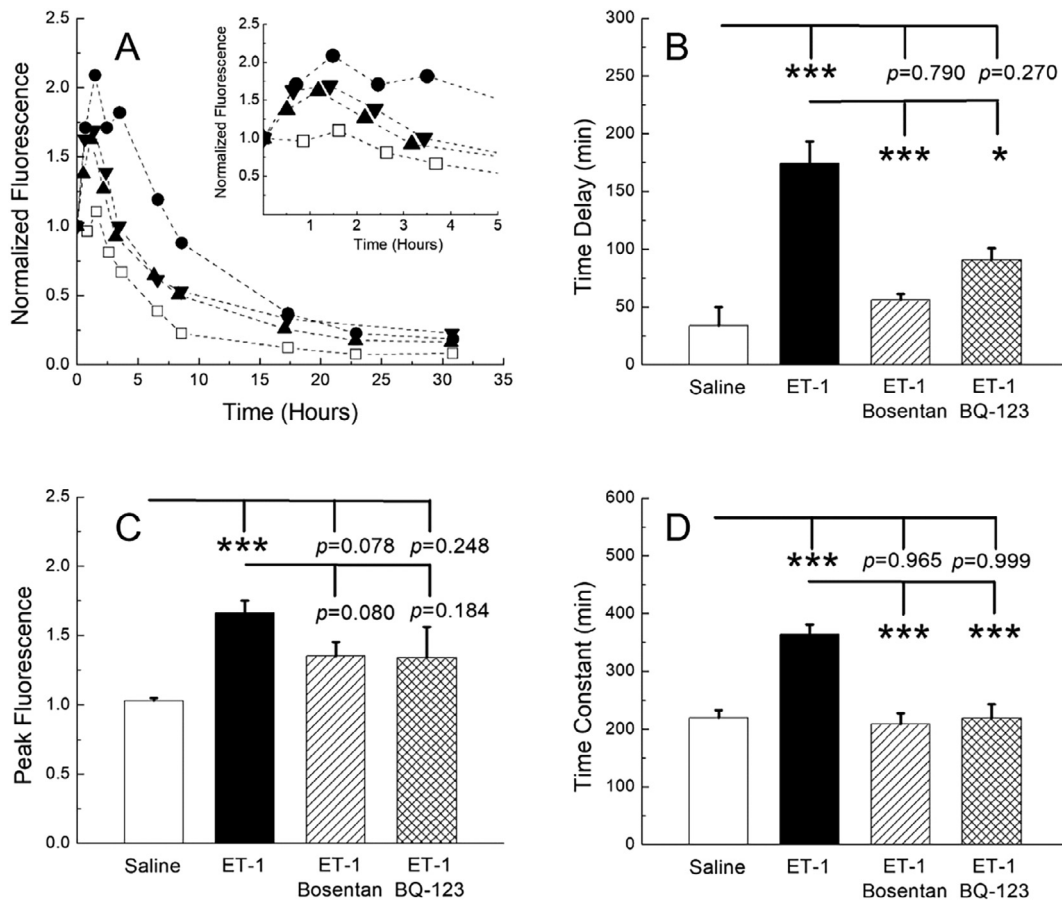 A
Normalized Fluorescence
2.5
2.0
1.5
1.0
0.5
0.0
0 5 10 15 20 25 30 35
Time (Hours)
Normalized Fluorescence
2.5
2.0
1.5
1.0
0.5
1 2 3 4 5
Time (Hours)
B
Time Delay (min)
300
250
200
150
100
50
0
*** p=0.790 p=0.270
*** *
Saline ET-1 ET-1 ET-1
Bosentan BQ-123
C
Peak Fluorescence
2.5
2.0
1.5
1.0
0.5
0.0
*** p=0.078 p=0.248
p=0.080 p=0.184
Saline ET-1 ET-1 ET-1
Bosentan BQ-123
D
Time Constant (min)
600
500
400
300
200
100
0
*** p=0.965 p=0.999
*** ***
Saline ET-1 ET-1 ET-1
Bosentan BQ-123